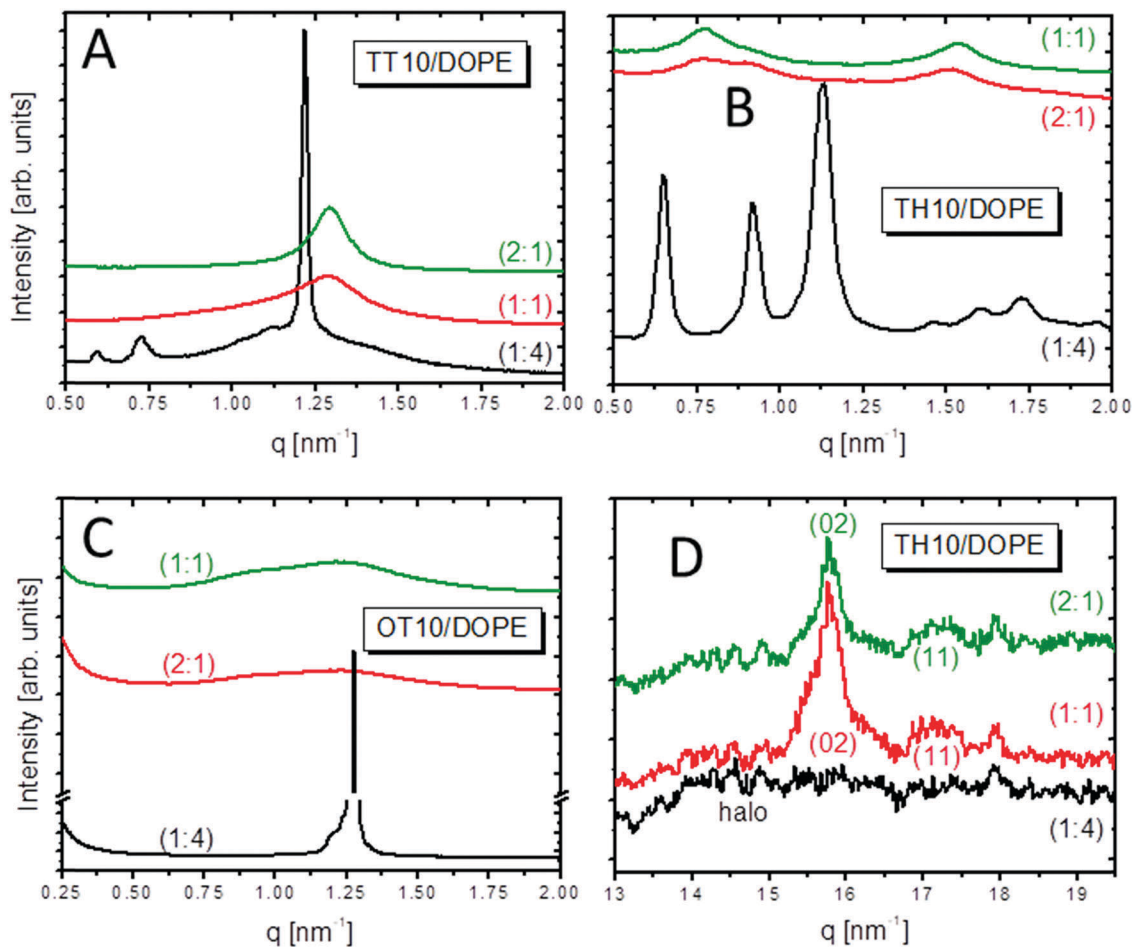 A
TT10/DOPE
(2:1)
(1:1)
(1:4)
Intensity [arb. units]
0.50 0.75 1.00 1.25 1.50 1.75 2.00
q [nm⁻¹]
(1:1)
(2:1)
B
TH10/DOPE
(1:4)
0.50 0.75 1.00 1.25 1.50 1.75 2.00
q [nm⁻¹]
C
(1:1)
OT10/DOPE
(2:1)
(1:4)
Intensity [arb. units]
0.25 0.50 0.75 1.00 1.25 1.50 1.75 2.00
q [nm⁻¹]
(02)
TH10/DOPE
D
(2:1)
(11)
(1:1)
(02)
(11)
halo
(1:4)
13 14 15 16 17 18 19
q [nm⁻¹]